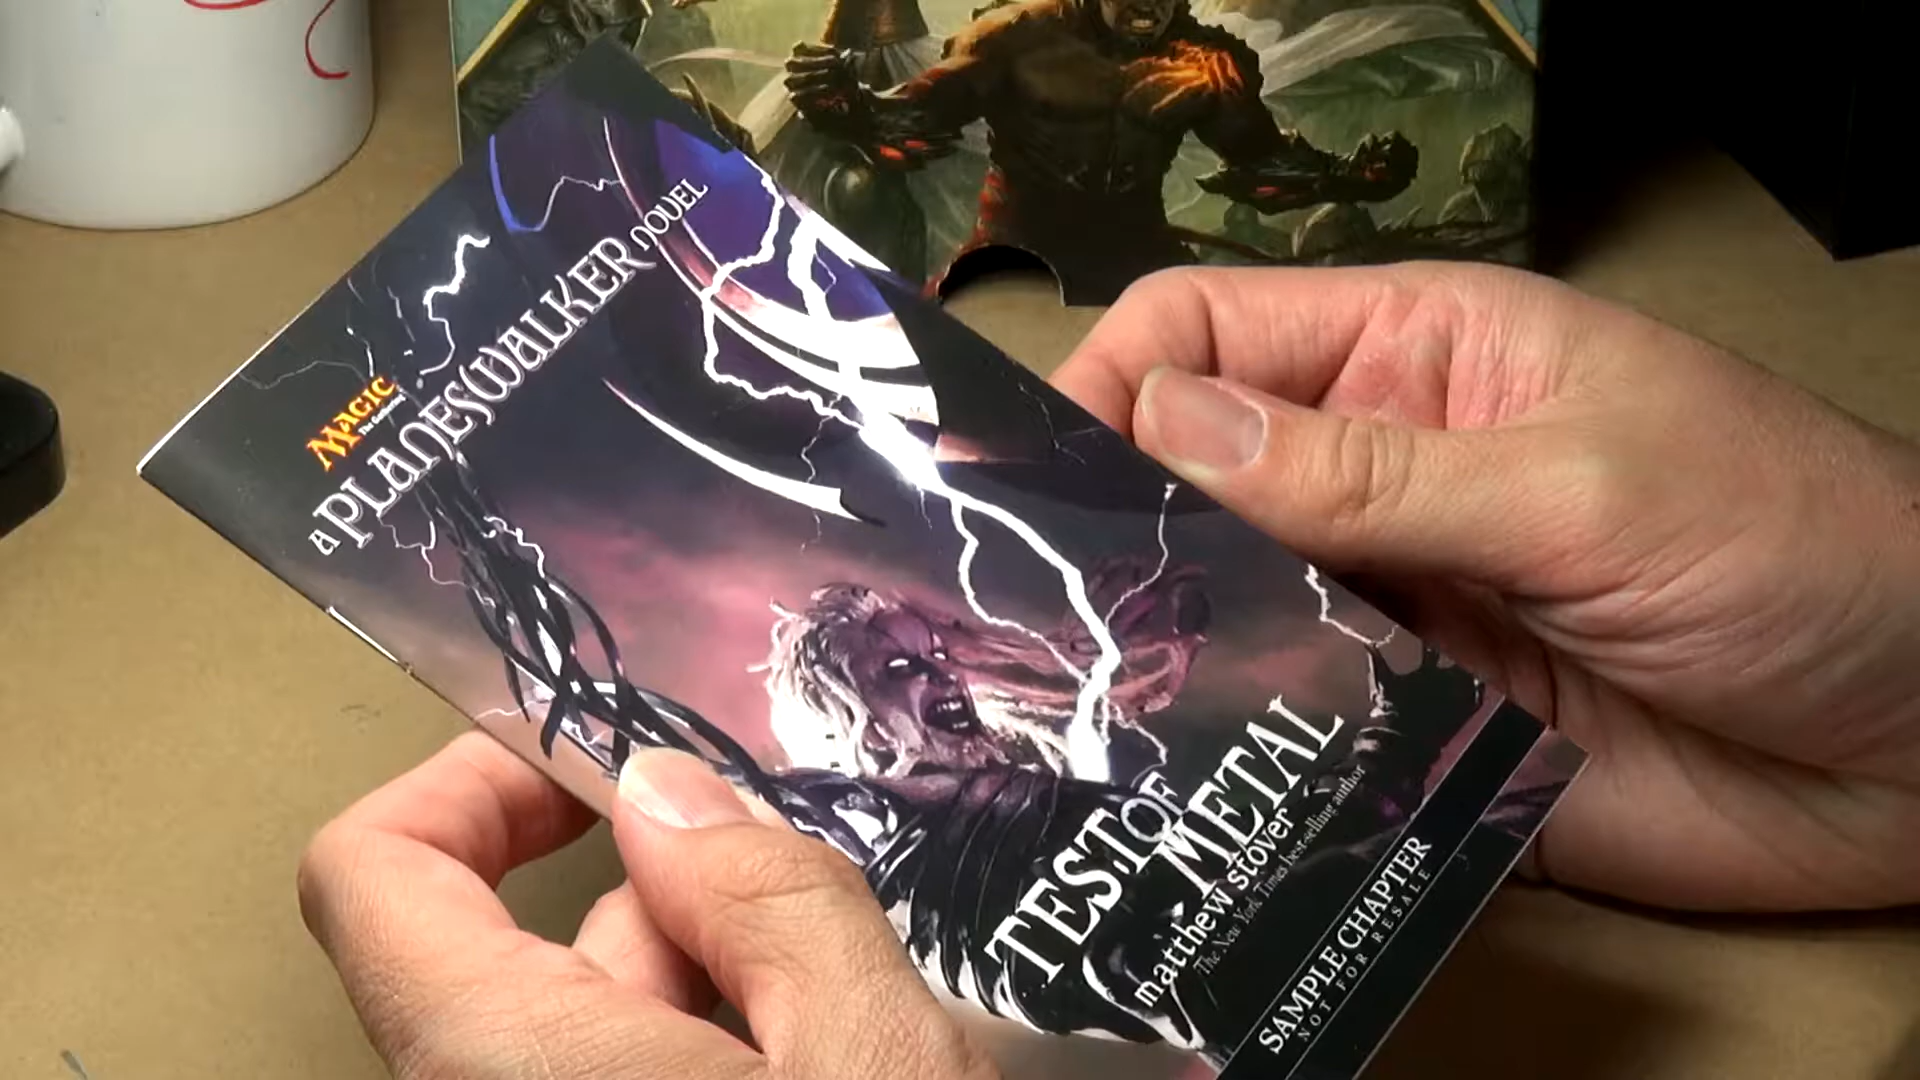 MAGIC
The Gathering
A PLANESWALKER NOVEL
TEST OF
METAL
matthew stover
The New York Times best-selling author
SAMPLE CHAPTER
NOT FOR RESALE